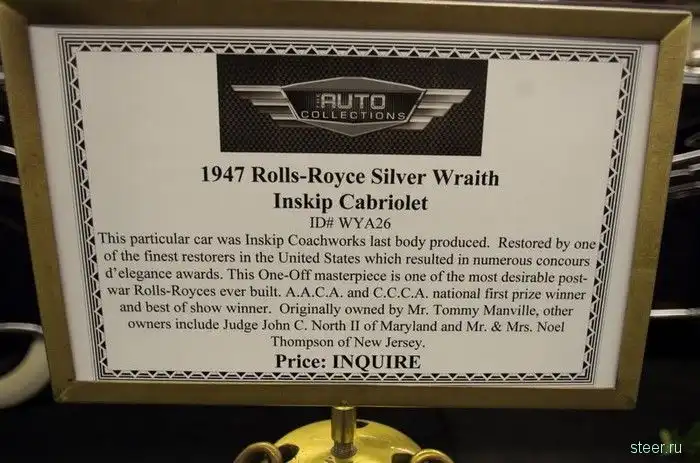 THE AUTO
COLLECTIONS
1947 Rolls-Royce Silver Wraith
Inskip Cabriolet
ID# WYA26
This particular car was Inskip Coachworks last body produced. Restored by one
of the finest restorers in the United States which resulted in numerous concours
d'elegance awards. This One-Off masterpiece is one of the most desirable post-
war Rolls-Royces ever built. A.A.C.A. and C.C.C.A. national first prize winner
and best of show winner. Originally owned by Mr. Tommy Manville, other
owners include Judge John C. North II of Maryland and Mr. & Mrs. Noel
Thompson of New Jersey.
Price: INQUIRE
steer.ru